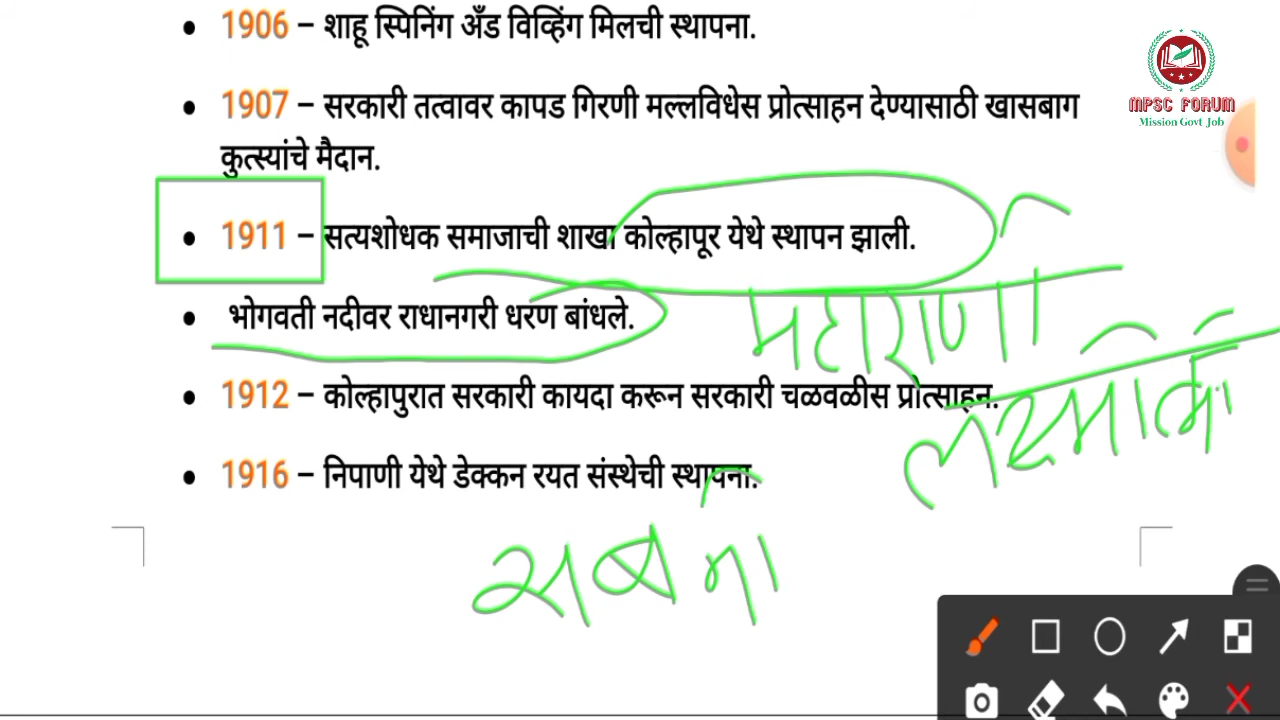 • 1906 – शाहू स्पिनिंग अँड विव्हिंग मिलची स्थापना.
MPSC FORUM
Mission Govt Job
• 1907 – सरकारी तत्वावर कापड गिरणी मल्लविधेस प्रोत्साहन देण्यासाठी खासबाग
कुत्स्यांचे मैदान.
• 1911 – सत्यशोधक समाजाची शाखा कोल्हापूर येथे स्थापन झाली.
• भोगवती नदीवर राधानगरी धरण बांधले.
महाराणी
• 1912 – कोल्हापुरात सरकारी कायदा करून सरकारी चळवळीस प्रोत्साहन.
• 1916 – निपाणी येथे डेक्कन रयत संस्थेची स्थापना.